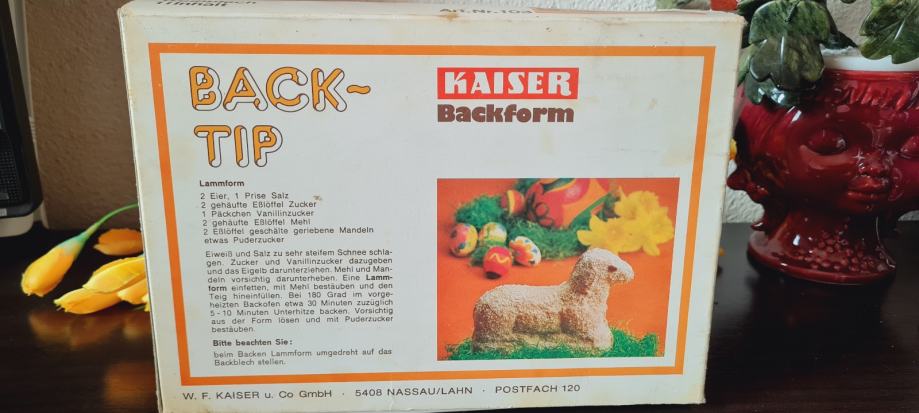 Art.-Nr. 103
BACK-
TIP
KAISER
Backform
Lammform
2 Eier, 1 Prise Salz
2 gehäufte Eßlöffel Zucker
1 Päckchen Vanillinzucker
2 gehäufte Eßlöffel Mehl
2 Eßlöffel geschälte geriebene Mandeln
etwas Puderzucker
Eiweiß und Salz zu sehr steifem Schnee schla-
gen. Zucker und Vanillinzucker dazugeben
und das Eigelb darunterziehen. Mehl und Man-
deln vorsichtig darunterheben. Eine Lamm-
form einfetten, mit Mehl bestäuben und den
Teig hineinfüllen. Bei 180 Grad im vorge-
heizten Backofen etwa 30 Minuten zuzüglich
5 - 10 Minuten Unterhitze backen. Vorsichtig
aus der Form lösen und mit Puderzucker
bestäuben.
Bitte beachten Sie:
beim Backen Lammform umgedreht auf das
Backblech stellen.
W. F. KAISER u. Co GmbH · 5408 NASSAU/LAHN · POSTFACH 120